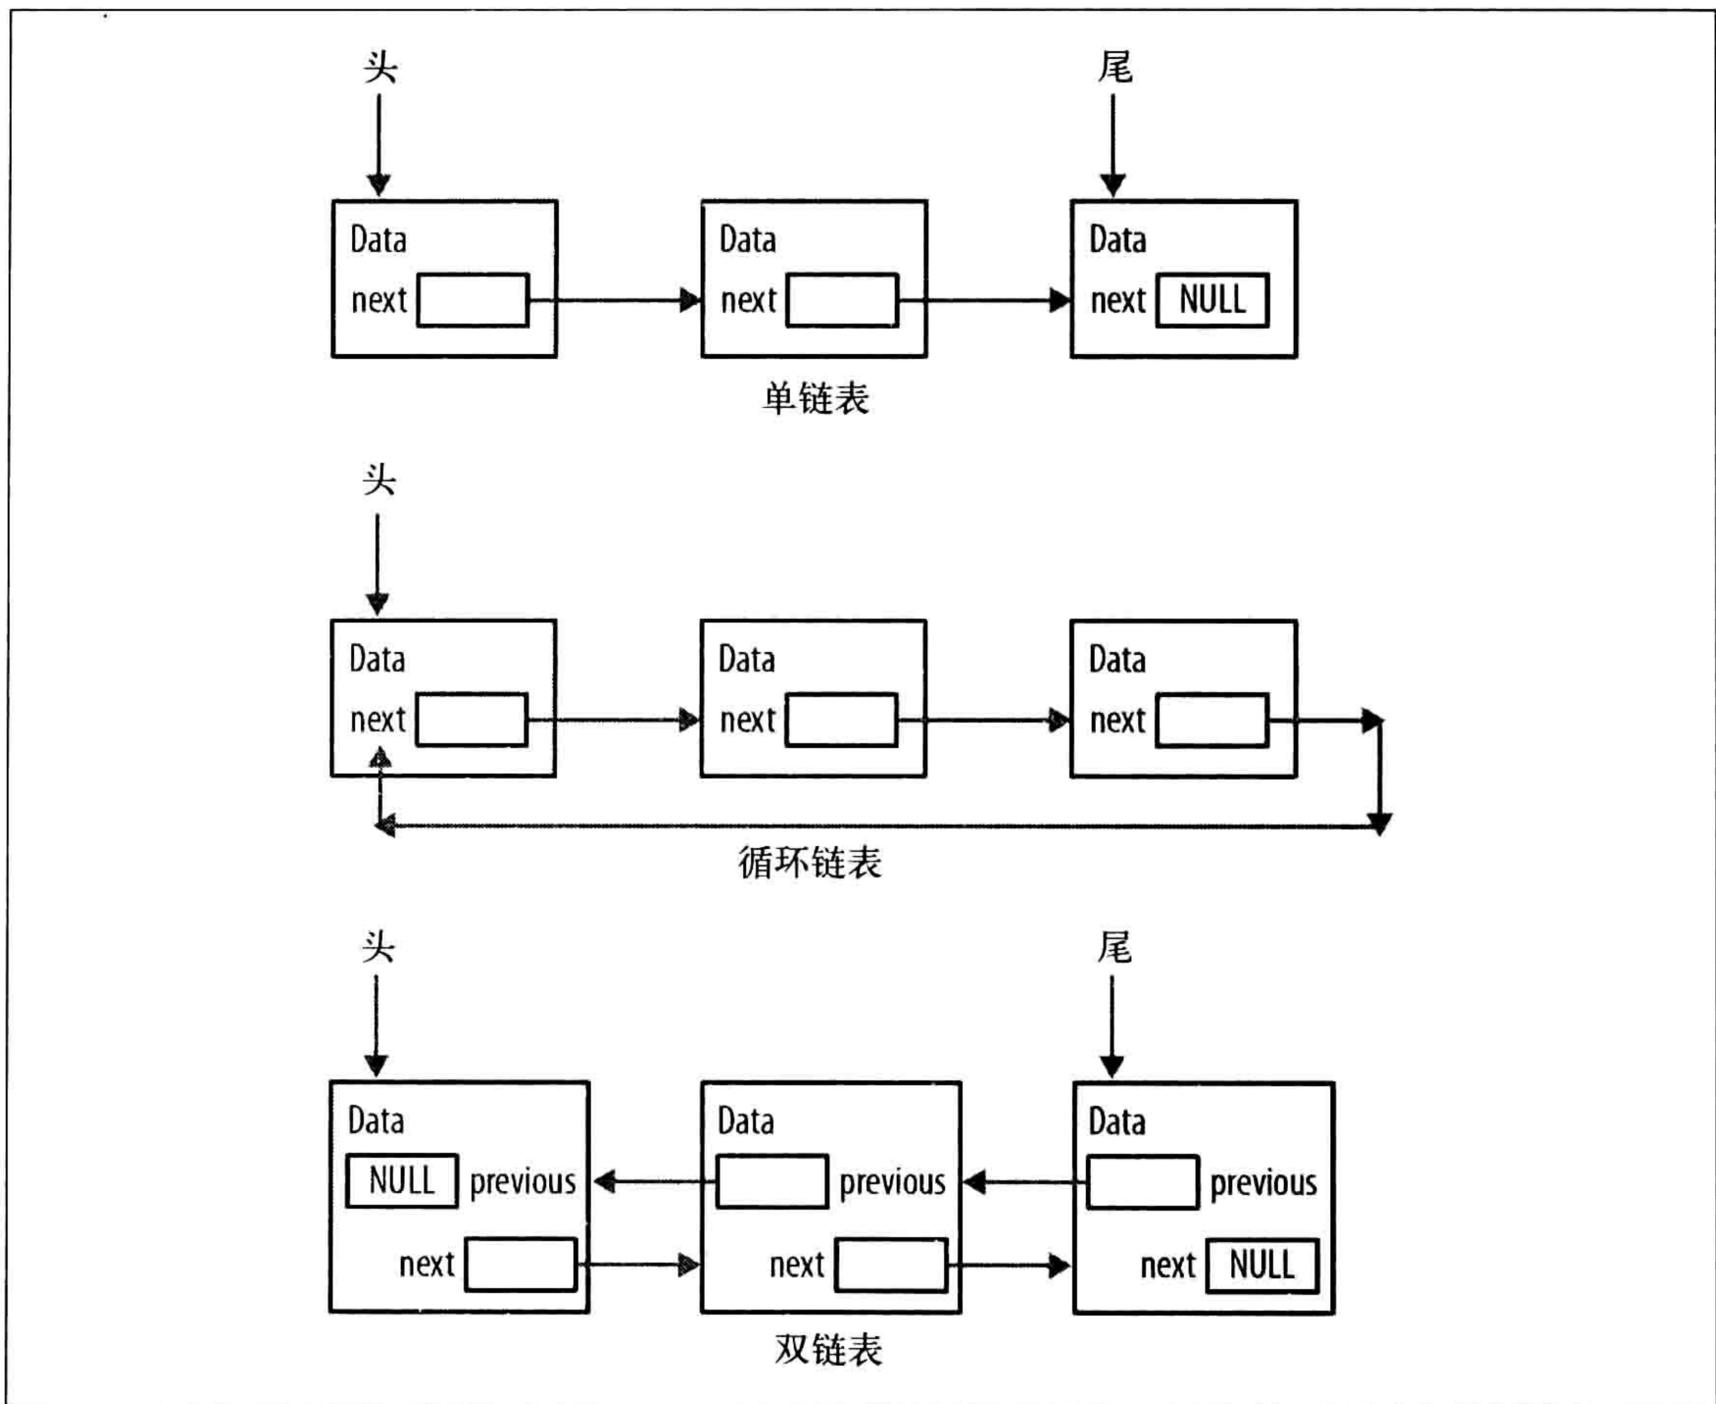 头 尾
Data Data Data
next next next NULL
单链表
头
Data Data Data
next next next
循环链表
头 尾
Data Data Data
NULL previous previous previous
next next next NULL
双链表